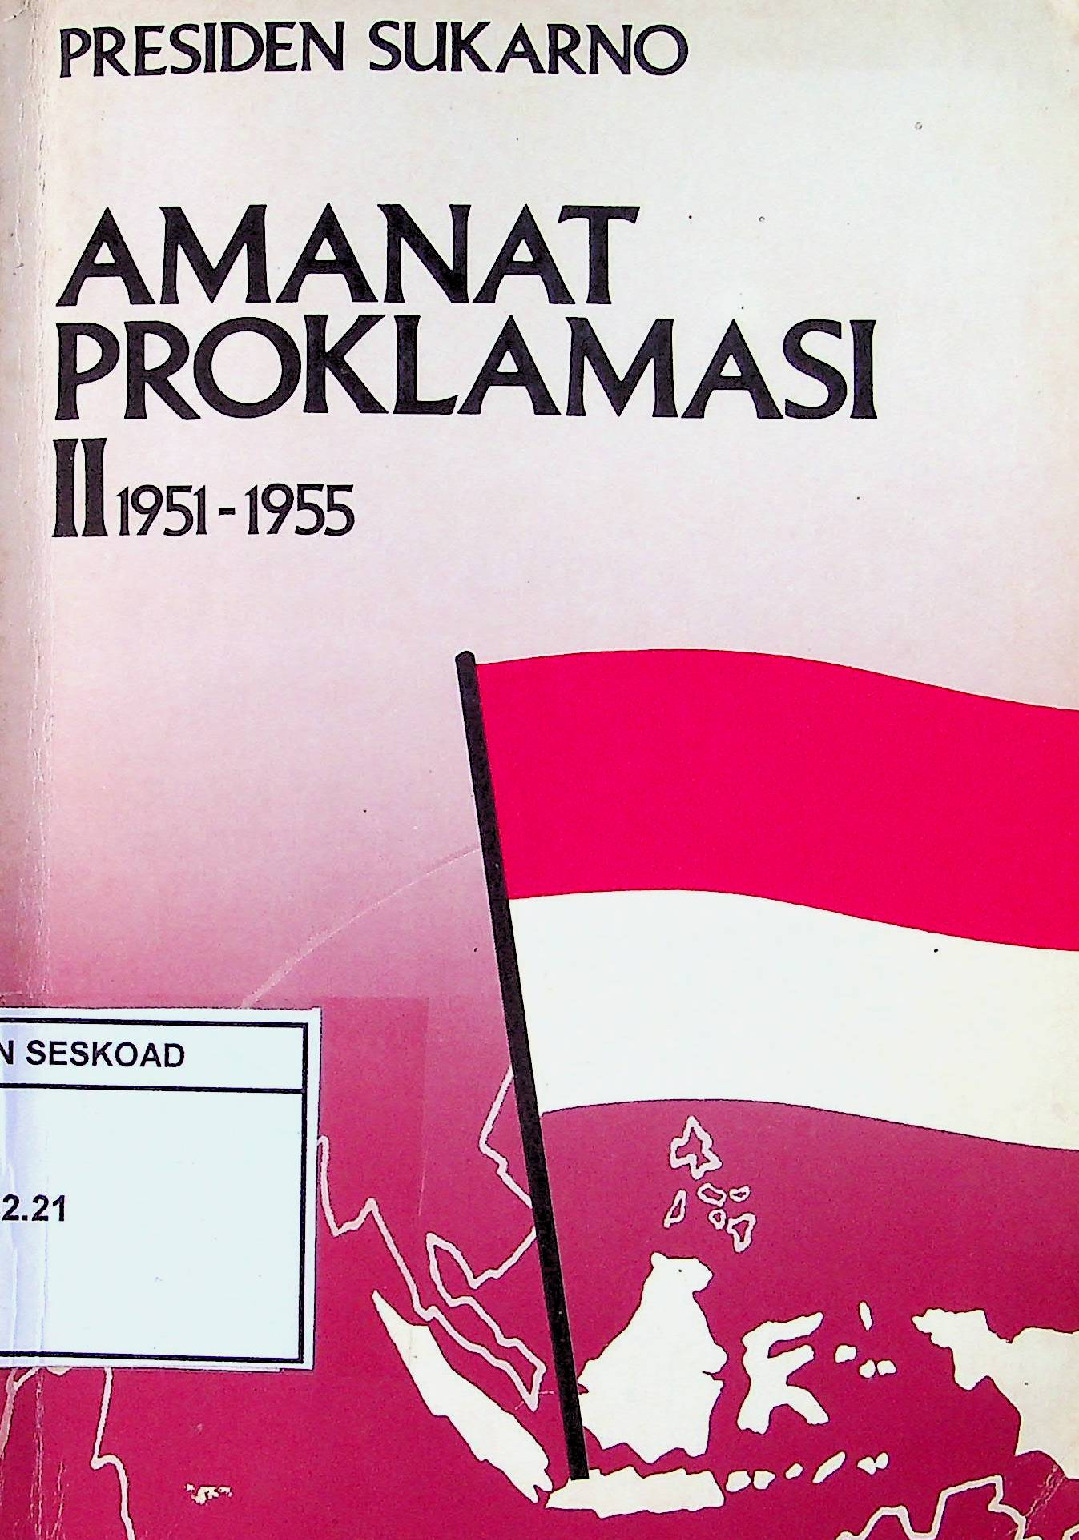 PRESIDEN SUKARNO
AMANAT
PROKLAMASI
II 1951-1955
N SESKOAD
2.21